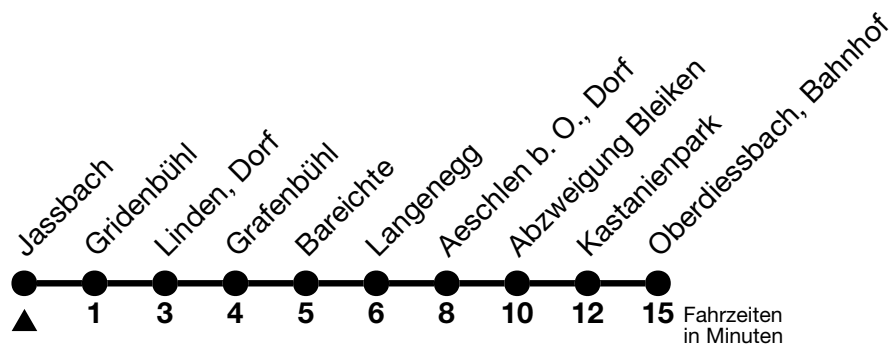 Jassbach
Gridenbühl
Linden, Dorf
Grafenbühl
Bareichte
Langenegg
Aeschlen b. O., Dorf
Abzweigung Bleiken
Kastanienpark
Oberdiessbach, Bahnhof
1 3 4 5 6 8 10 12 15 Fahrzeiten
in Minuten